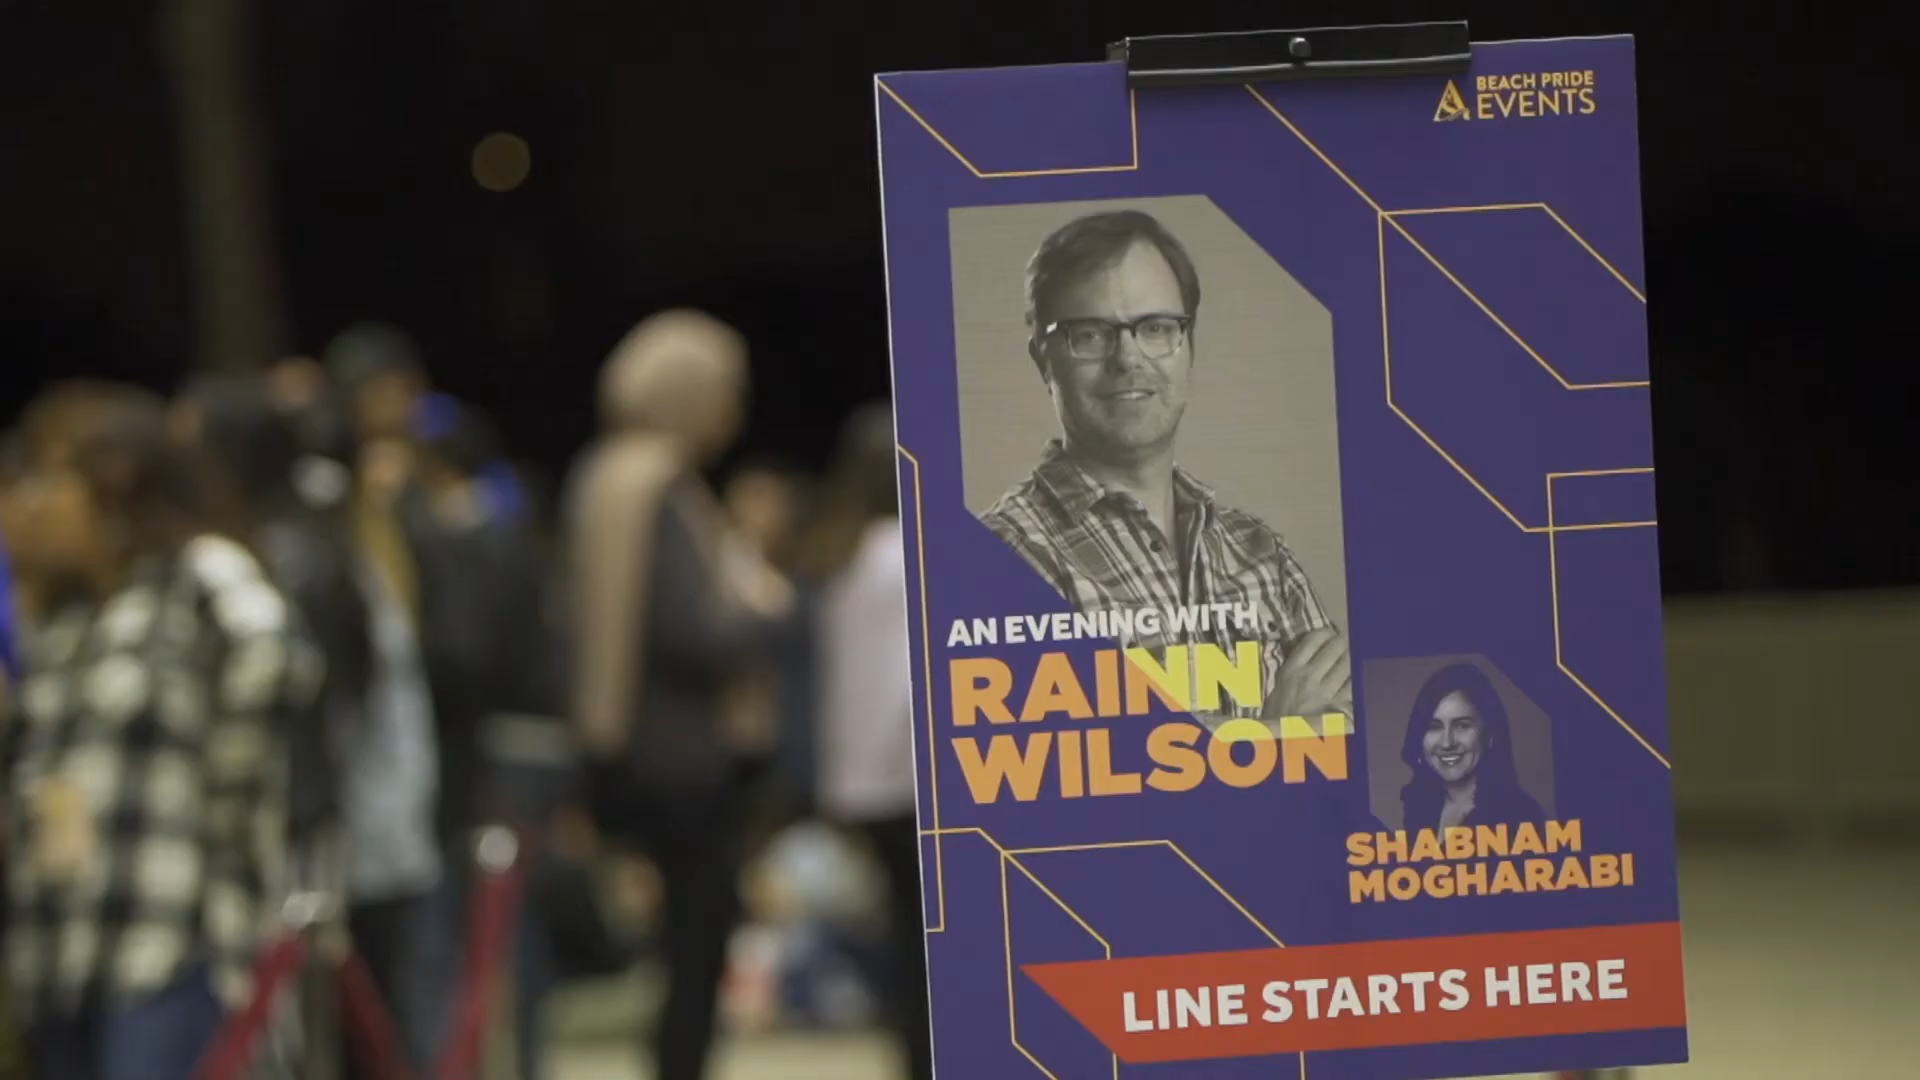 BEACH PRIDE
EVENTS
AN EVENING WITH
RAINN
WILSON
SHABNAM
MOGHARABI
LINE STARTS HERE